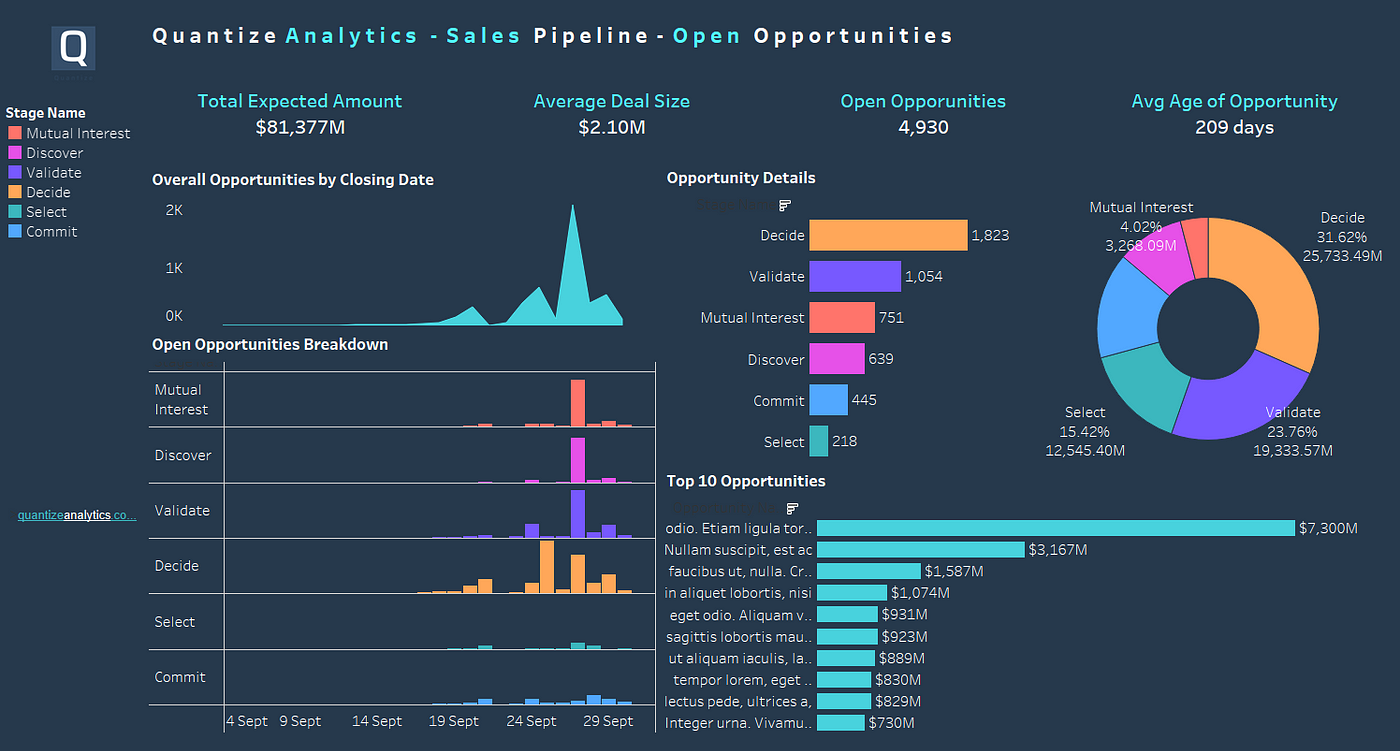 Q
Quantize Analytics - Sales Pipeline - Open Opportunities
Total Expected Amount
$81,377M
Average Deal Size
$2.10M
Open Opporunities
4,930
Avg Age of Opportunity
209 days
Stage Name
Mutual Interest
Discover
Validate
Decide
Select
Commit
quantizeanalytics.co...
Overall Opportunities by Closing Date
2K
1K
0K
Open Opportunities Breakdown
Mutual
Interest
Discover
Validate
Decide
Select
Commit
4 Sept 9 Sept 14 Sept 19 Sept 24 Sept 29 Sept
Opportunity Details
Decide 1,823
Validate 1,054
Mutual Interest 751
Discover 639
Commit 445
Select 218
Mutual Interest
4.02%
3,268.09M
Decide
31.62%
25,733.49M
Select
15.42%
12,545.40M
Validate
23.76%
19,333.57M
Top 10 Opportunities
odio. Etiam ligula tor.. $7,300M
Nullam suscipit, est ac $3,167M
faucibus ut, nulla. Cr.. $1,587M
in aliquet lobortis, nisi $1,074M
eget odio. Aliquam v.. $931M
sagittis lobortis mau.. $923M
ut aliquam iaculis, la.. $889M
tempor lorem, eget .. $830M
lectus pede, ultrices a, $829M
Integer urna. Vivamu.. $730M